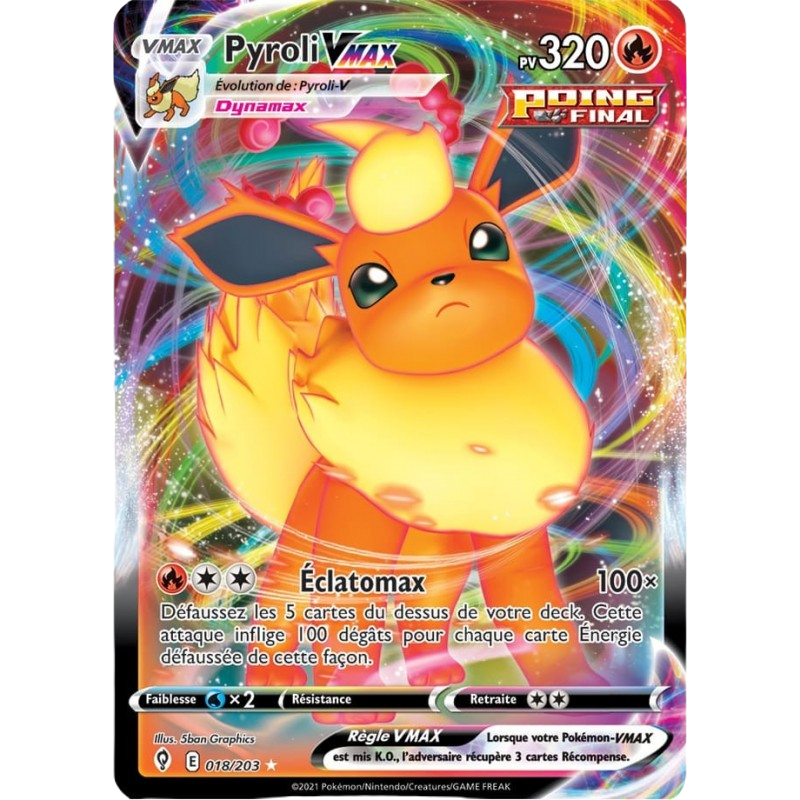 VMAX
Pyroli VMAX
PV 320
Évolution de : Pyroli-V
Dynamax
POING
FINAL
Éclatomax 100×
Défaussez les 5 cartes du dessus de votre deck. Cette
attaque inflige 100 dégâts pour chaque carte Énergie
défaussée de cette façon.
Faiblesse × 2 Résistance Retraite
Illus. 5ban Graphics
E 018/203
Règle VMAX Lorsque votre Pokémon-VMAX
est mis K.O., l'adversaire récupère 3 cartes Récompense.
©2021 Pokémon/Nintendo/Creatures/GAME FREAK